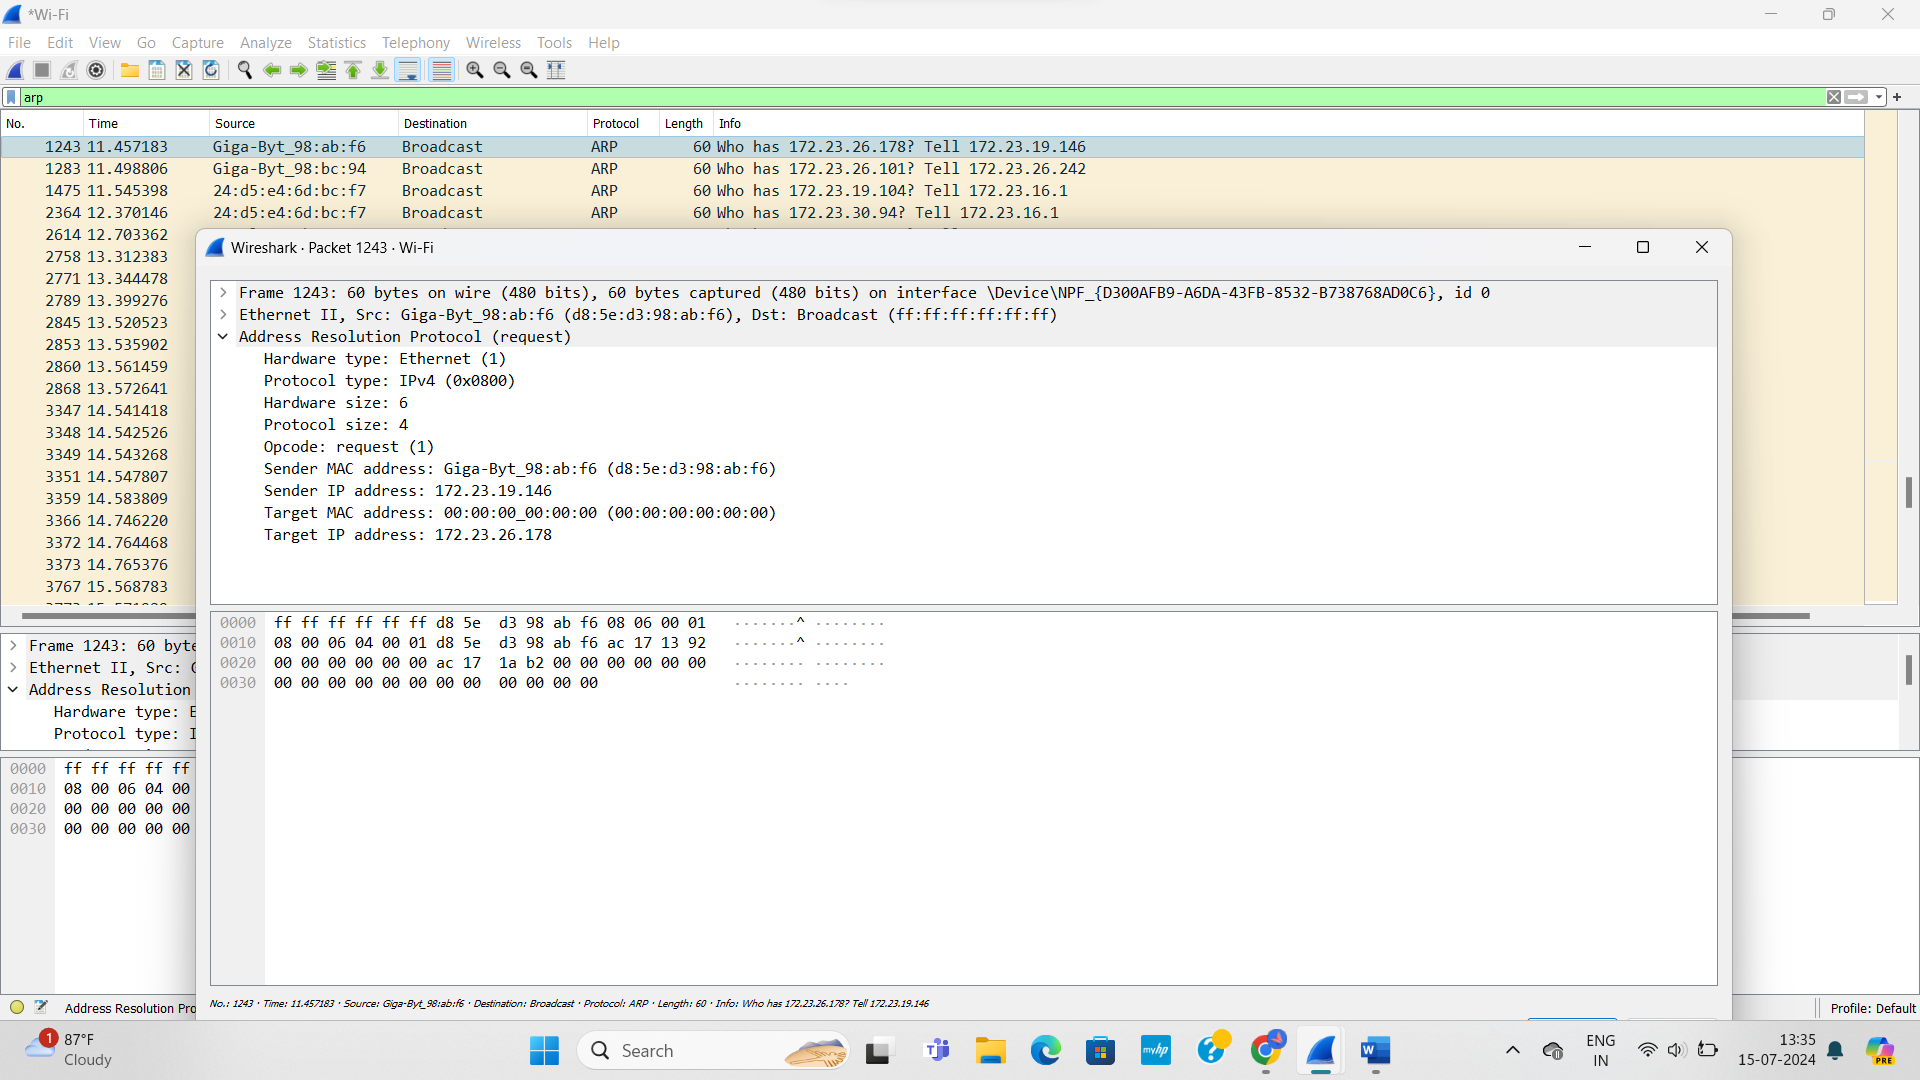 *Wi-Fi
File Edit View Go Capture Analyze Statistics Telephony Wireless Tools Help
arp
No. Time Source Destination Protocol Length Info
1243 11.457183 Giga-Byt_98:ab:f6 Broadcast ARP 60 Who has 172.23.26.178? Tell 172.23.19.146
1283 11.498806 Giga-Byt_98:bc:94 Broadcast ARP 60 Who has 172.23.26.101? Tell 172.23.26.242
1475 11.545398 24:d5:e4:6d:bc:f7 Broadcast ARP 60 Who has 172.23.19.104? Tell 172.23.16.1
2364 12.370146 24:d5:e4:6d:bc:f7 Broadcast ARP 60 Who has 172.23.30.94? Tell 172.23.16.1
2614 12.703362
2758 13.312383
2771 13.344478
2789 13.399276
2845 13.520523
2853 13.535902
2860 13.561459
2868 13.572641
3347 14.541418
3348 14.542526
3349 14.543268
3351 14.547807
3359 14.583809
3366 14.746220
3372 14.764468
3373 14.765376
3767 15.568783
Wireshark · Packet 1243 · Wi-Fi
Frame 1243: 60 bytes on wire (480 bits), 60 bytes captured (480 bits) on interface \Device\NPF_{D300AFB9-A6DA-43FB-8532-B738768AD0C6}, id 0
Ethernet II, Src: Giga-Byt_98:ab:f6 (d8:5e:d3:98:ab:f6), Dst: Broadcast (ff:ff:ff:ff:ff:ff)
Address Resolution Protocol (request)
Hardware type: Ethernet (1)
Protocol type: IPv4 (0x0800)
Hardware size: 6
Protocol size: 4
Opcode: request (1)
Sender MAC address: Giga-Byt_98:ab:f6 (d8:5e:d3:98:ab:f6)
Sender IP address: 172.23.19.146
Target MAC address: 00:00:00_00:00:00 (00:00:00:00:00:00)
Target IP address: 172.23.26.178
0000 ff ff ff ff ff ff d8 5e d3 98 ab f6 08 06 00 01 ·······^ ········
0010 08 00 06 04 00 01 d8 5e d3 98 ab f6 ac 17 13 92 ·······^ ········
0020 00 00 00 00 00 00 ac 17 1a b2 00 00 00 00 00 00 ········ ········
0030 00 00 00 00 00 00 00 00 00 00 00 00 ········ ····
No.: 1243 · Time: 11.457183 · Source: Giga-Byt_98:ab:f6 · Destination: Broadcast · Protocol: ARP · Length: 60 · Info: Who has 172.23.26.178? Tell 172.23.19.146
Frame 1243: 60 byte
Ethernet II, Src:
Address Resolution
Hardware type: E
Protocol type: I
0000 ff ff ff ff ff
0010 08 00 06 04 00
0020 00 00 00 00 00
0030 00 00 00 00 00
Address Resolution Pro
Profile: Default
1
87°F
Cloudy
Search
myhp
ENG
IN
13:35
15-07-2024
PRE